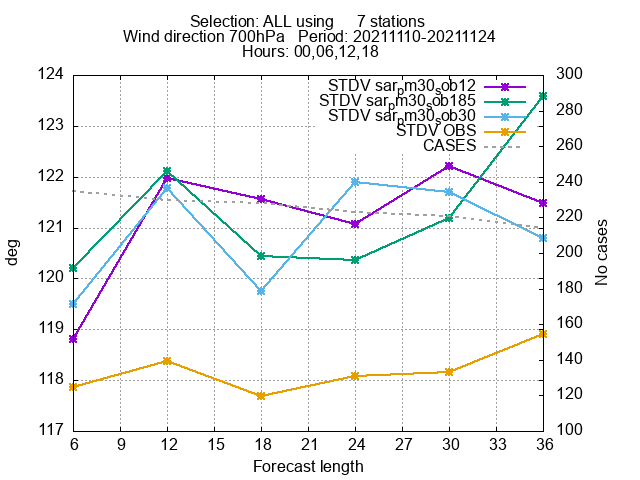 Selection: ALL using 7 stations
Wind direction 700hPa Period: 20211110-20211124
Hours: 00,06,12,18
STDV sarpm30sob12
STDV sarpm30sob185
STDV sarpm30sob30
STDV OBS
CASES
124
123
122
121
120
119
118
117
deg
300
280
260
240
220
200
180
160
140
120
100
No cases
6 9 12 15 18 21 24 27 30 33 36
Forecast length